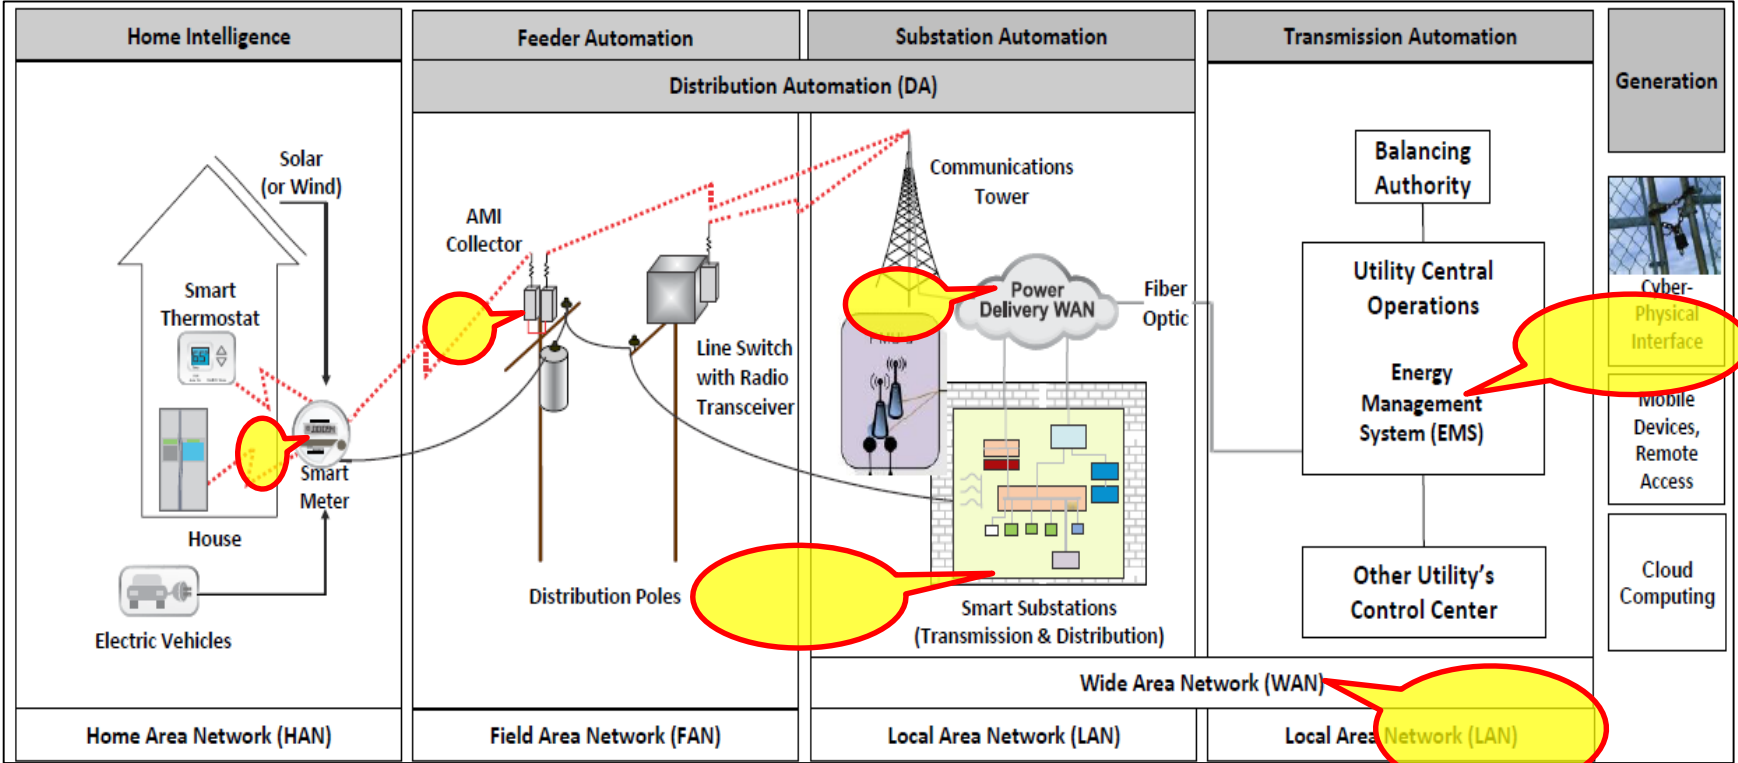 Home Intelligence
Feeder Automation
Substation Automation
Transmission Automation
Generation
Distribution Automation (DA)
Solar
(or Wind)
Smart
Thermostat
Smart
Meter
House
Electric Vehicles
AMI
Collector
Line Switch
with Radio
Transceiver
Distribution Poles
Communications
Tower
Power
Delivery WAN
Fiber
Optic
Smart Substations
(Transmission & Distribution)
Balancing
Authority
Utility Central
Operations
Energy
Management
System (EMS)
Other Utility's
Control Center
Cyber-
Physical
Interface
Mobile
Devices,
Remote
Access
Cloud
Computing
Wide Area Network (WAN)
Home Area Network (HAN)
Field Area Network (FAN)
Local Area Network (LAN)
Local Area Network (LAN)